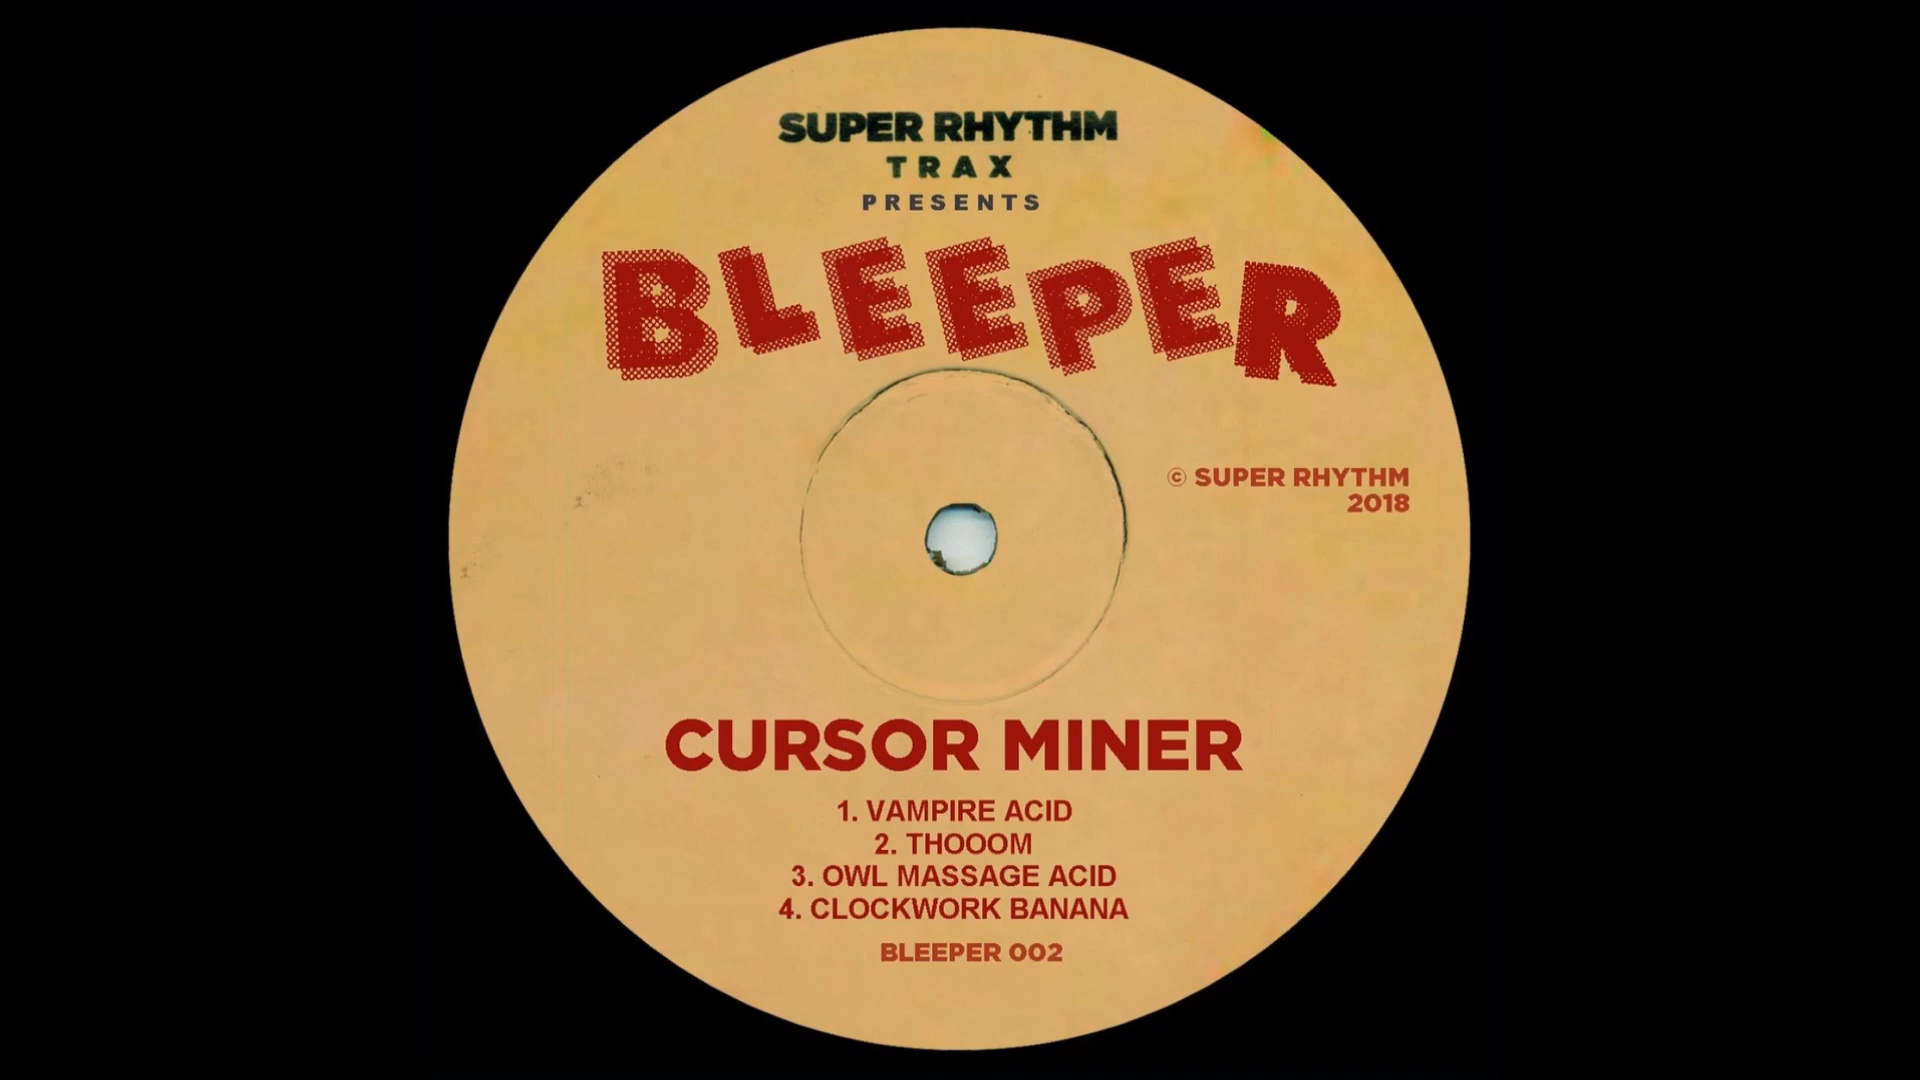 SUPER RHYTHM
TRAX
PRESENTS
BLEEPER
© SUPER RHYTHM
2018
CURSOR MINER
1. VAMPIRE ACID
2. THOOOM
3. OWL MASSAGE ACID
4. CLOCKWORK BANANA
BLEEPER 002